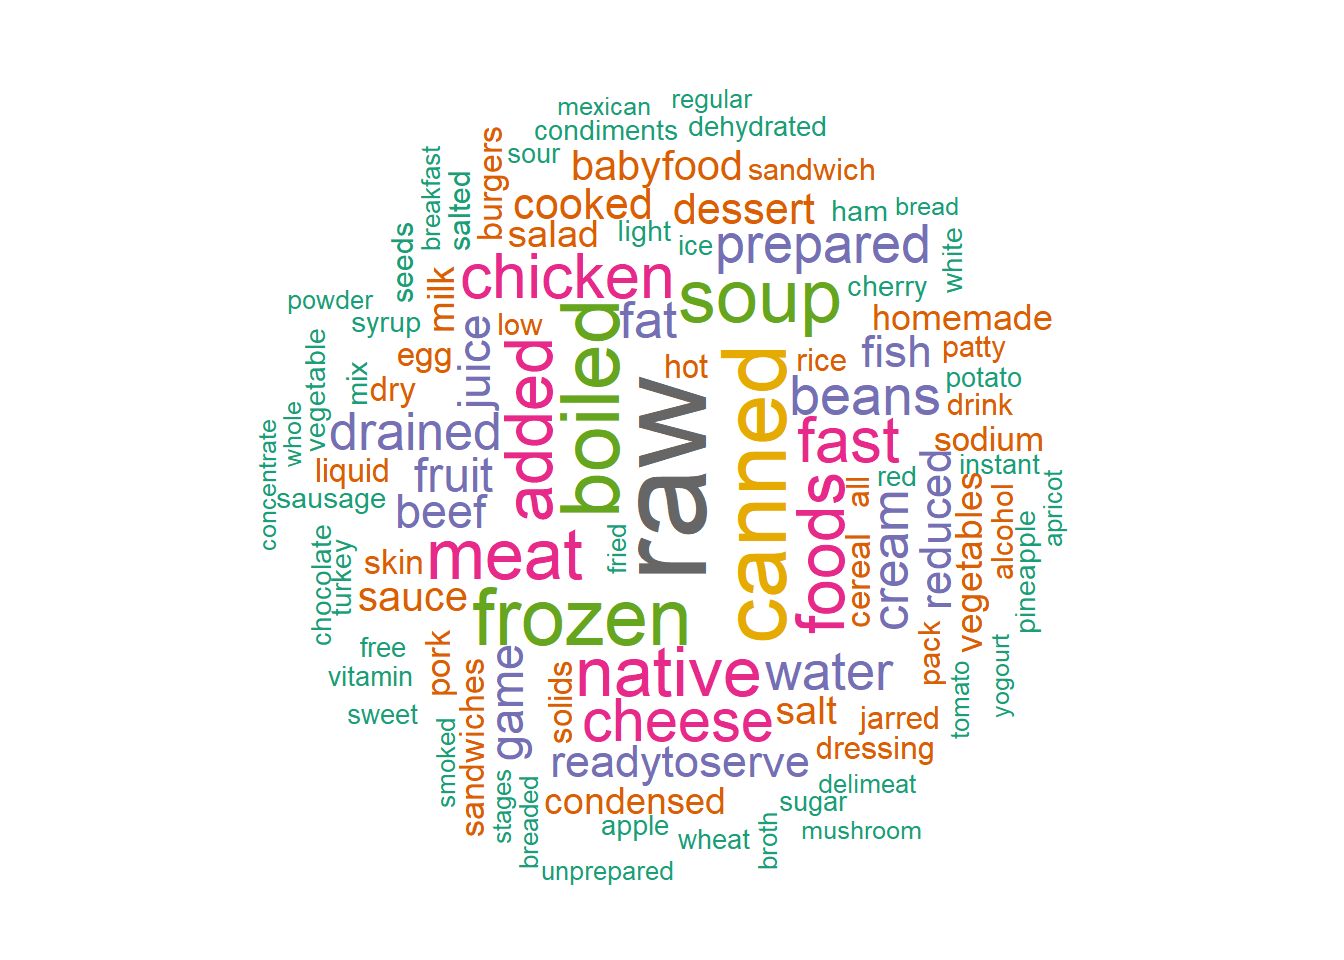 mexican
regular
condiments
dehydrated
sour
babyfood
sandwich
breakfast
salted
burgers
cooked
dessert
ham
bread
seeds
salad
light
ice
prepared
white
chicken
soup
cherry
powder
milk
syrup
low
fat
homemade
juice
boiled
hot
rice
fish
patty
vegetable
egg
mix
dry
added
raw
canned
beans
potato
drink
whole
drained
fast
sodium
concentrate
liquid
fruit
red
instant
sausage
beef
foods
all
cream
reduced
vegetables
alcohol
pineapple
apricot
chocolate
turkey
skin
meat
fried
cereal
sauce
frozen
free
pork
vitamin
game
solids
native
water
pack
tomato
yogourt
sweet
sandwiches
cheese
salt
jarred
smoked
readytoserve
dressing
stages
breaded
condensed
delimeat
sugar
apple
wheat
broth
mushroom
unprepared